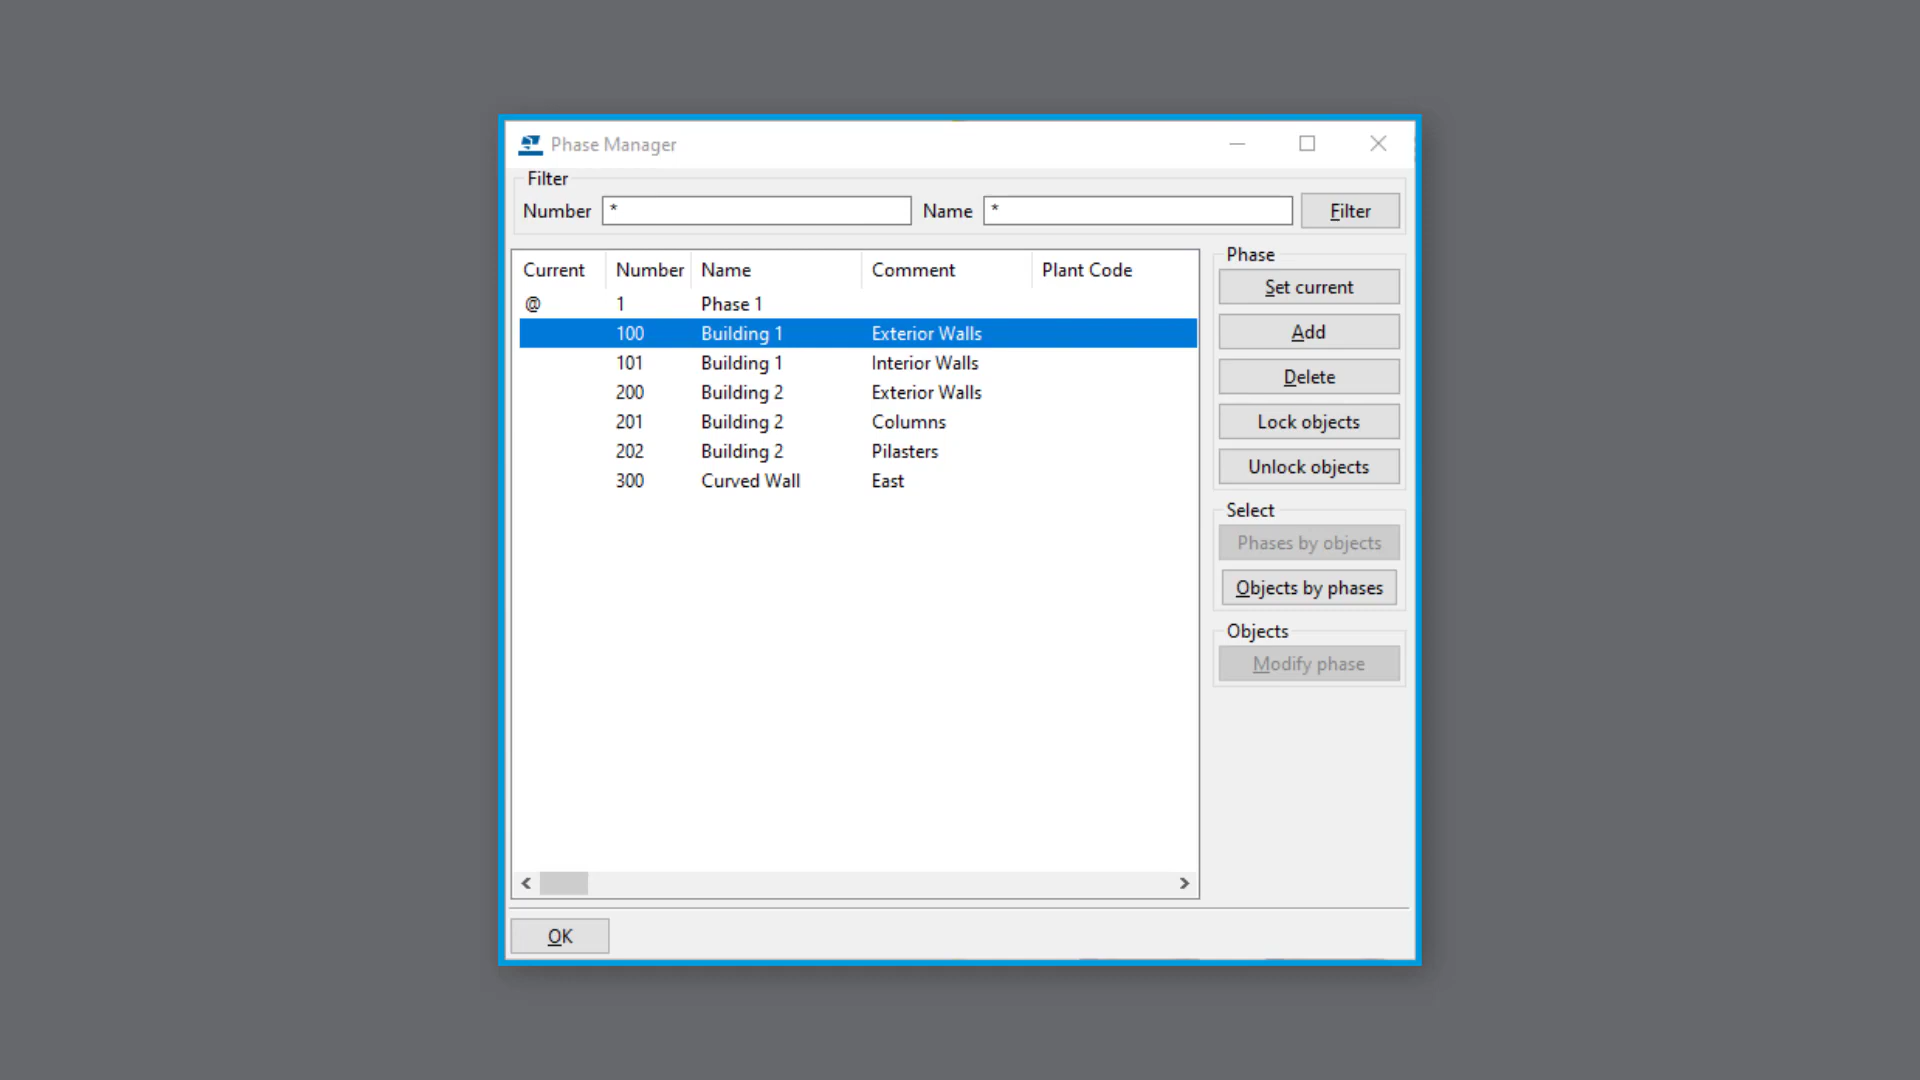 Phase Manager
Filter
Number * Name * Filter
Current Number Name Comment Plant Code
@ 1 Phase 1
100 Building 1 Exterior Walls
101 Building 1 Interior Walls
200 Building 2 Exterior Walls
201 Building 2 Columns
202 Building 2 Pilasters
300 Curved Wall East
Phase
Set current
Add
Delete
Lock objects
Unlock objects
Select
Phases by objects
Objects by phases
Objects
Modify phase
OK